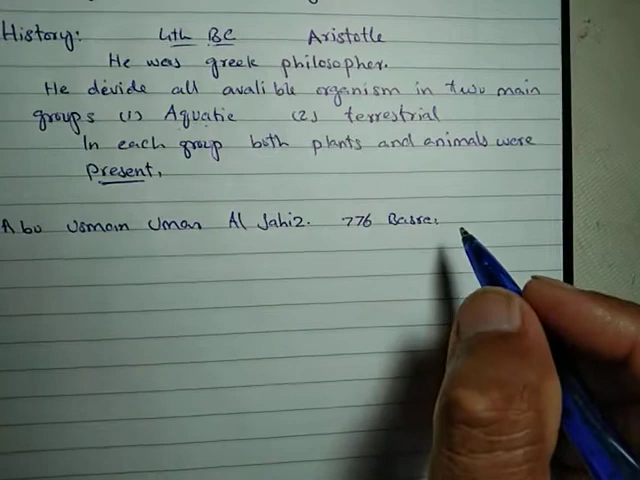 History: 4th BC Aristotle
He was greek philosopher.
He devide all avalible organism in two main
groups (1) Aquatic (2) terrestrial
In each group both plants and animals were
present.
Abu Usman Umar Al Jahiz. 776 Basse